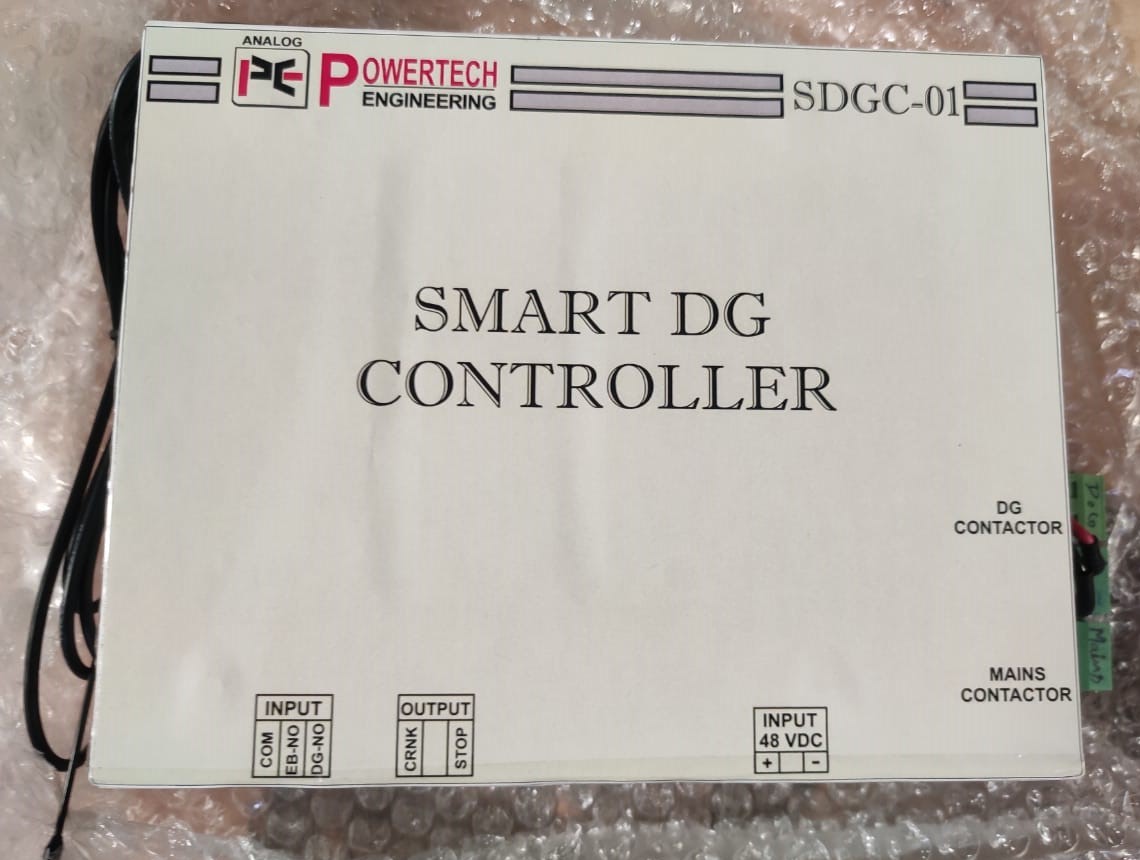 ANALOG
POWERTECH
ENGINEERING
SDGC-01
SMART DG
CONTROLLER
DG
CONTACTOR
MAINS
CONTACTOR
INPUT
COM
EB-NO
DG-NO
OUTPUT
CRNK
STOP
INPUT
48 VDC
+ -
Mains